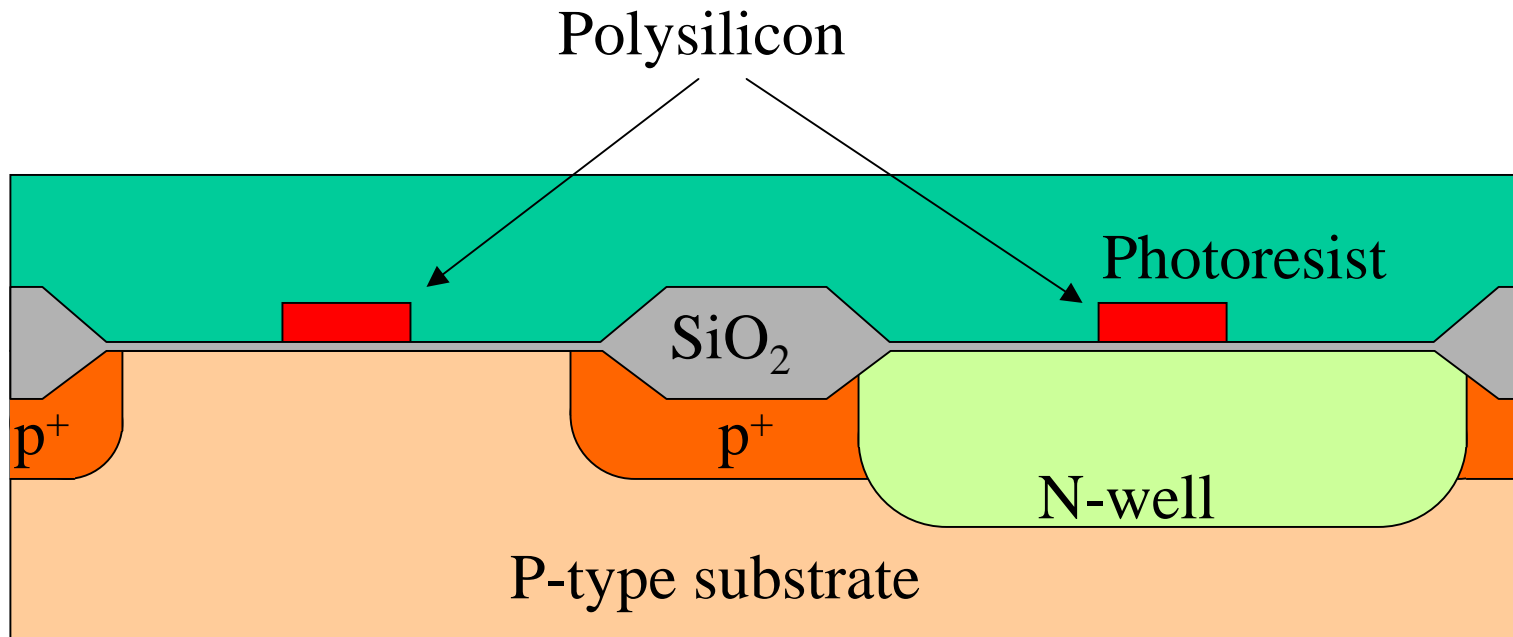 Polysilicon
Photoresist
SiO₂
p⁺
p⁺
N-well
P-type substrate